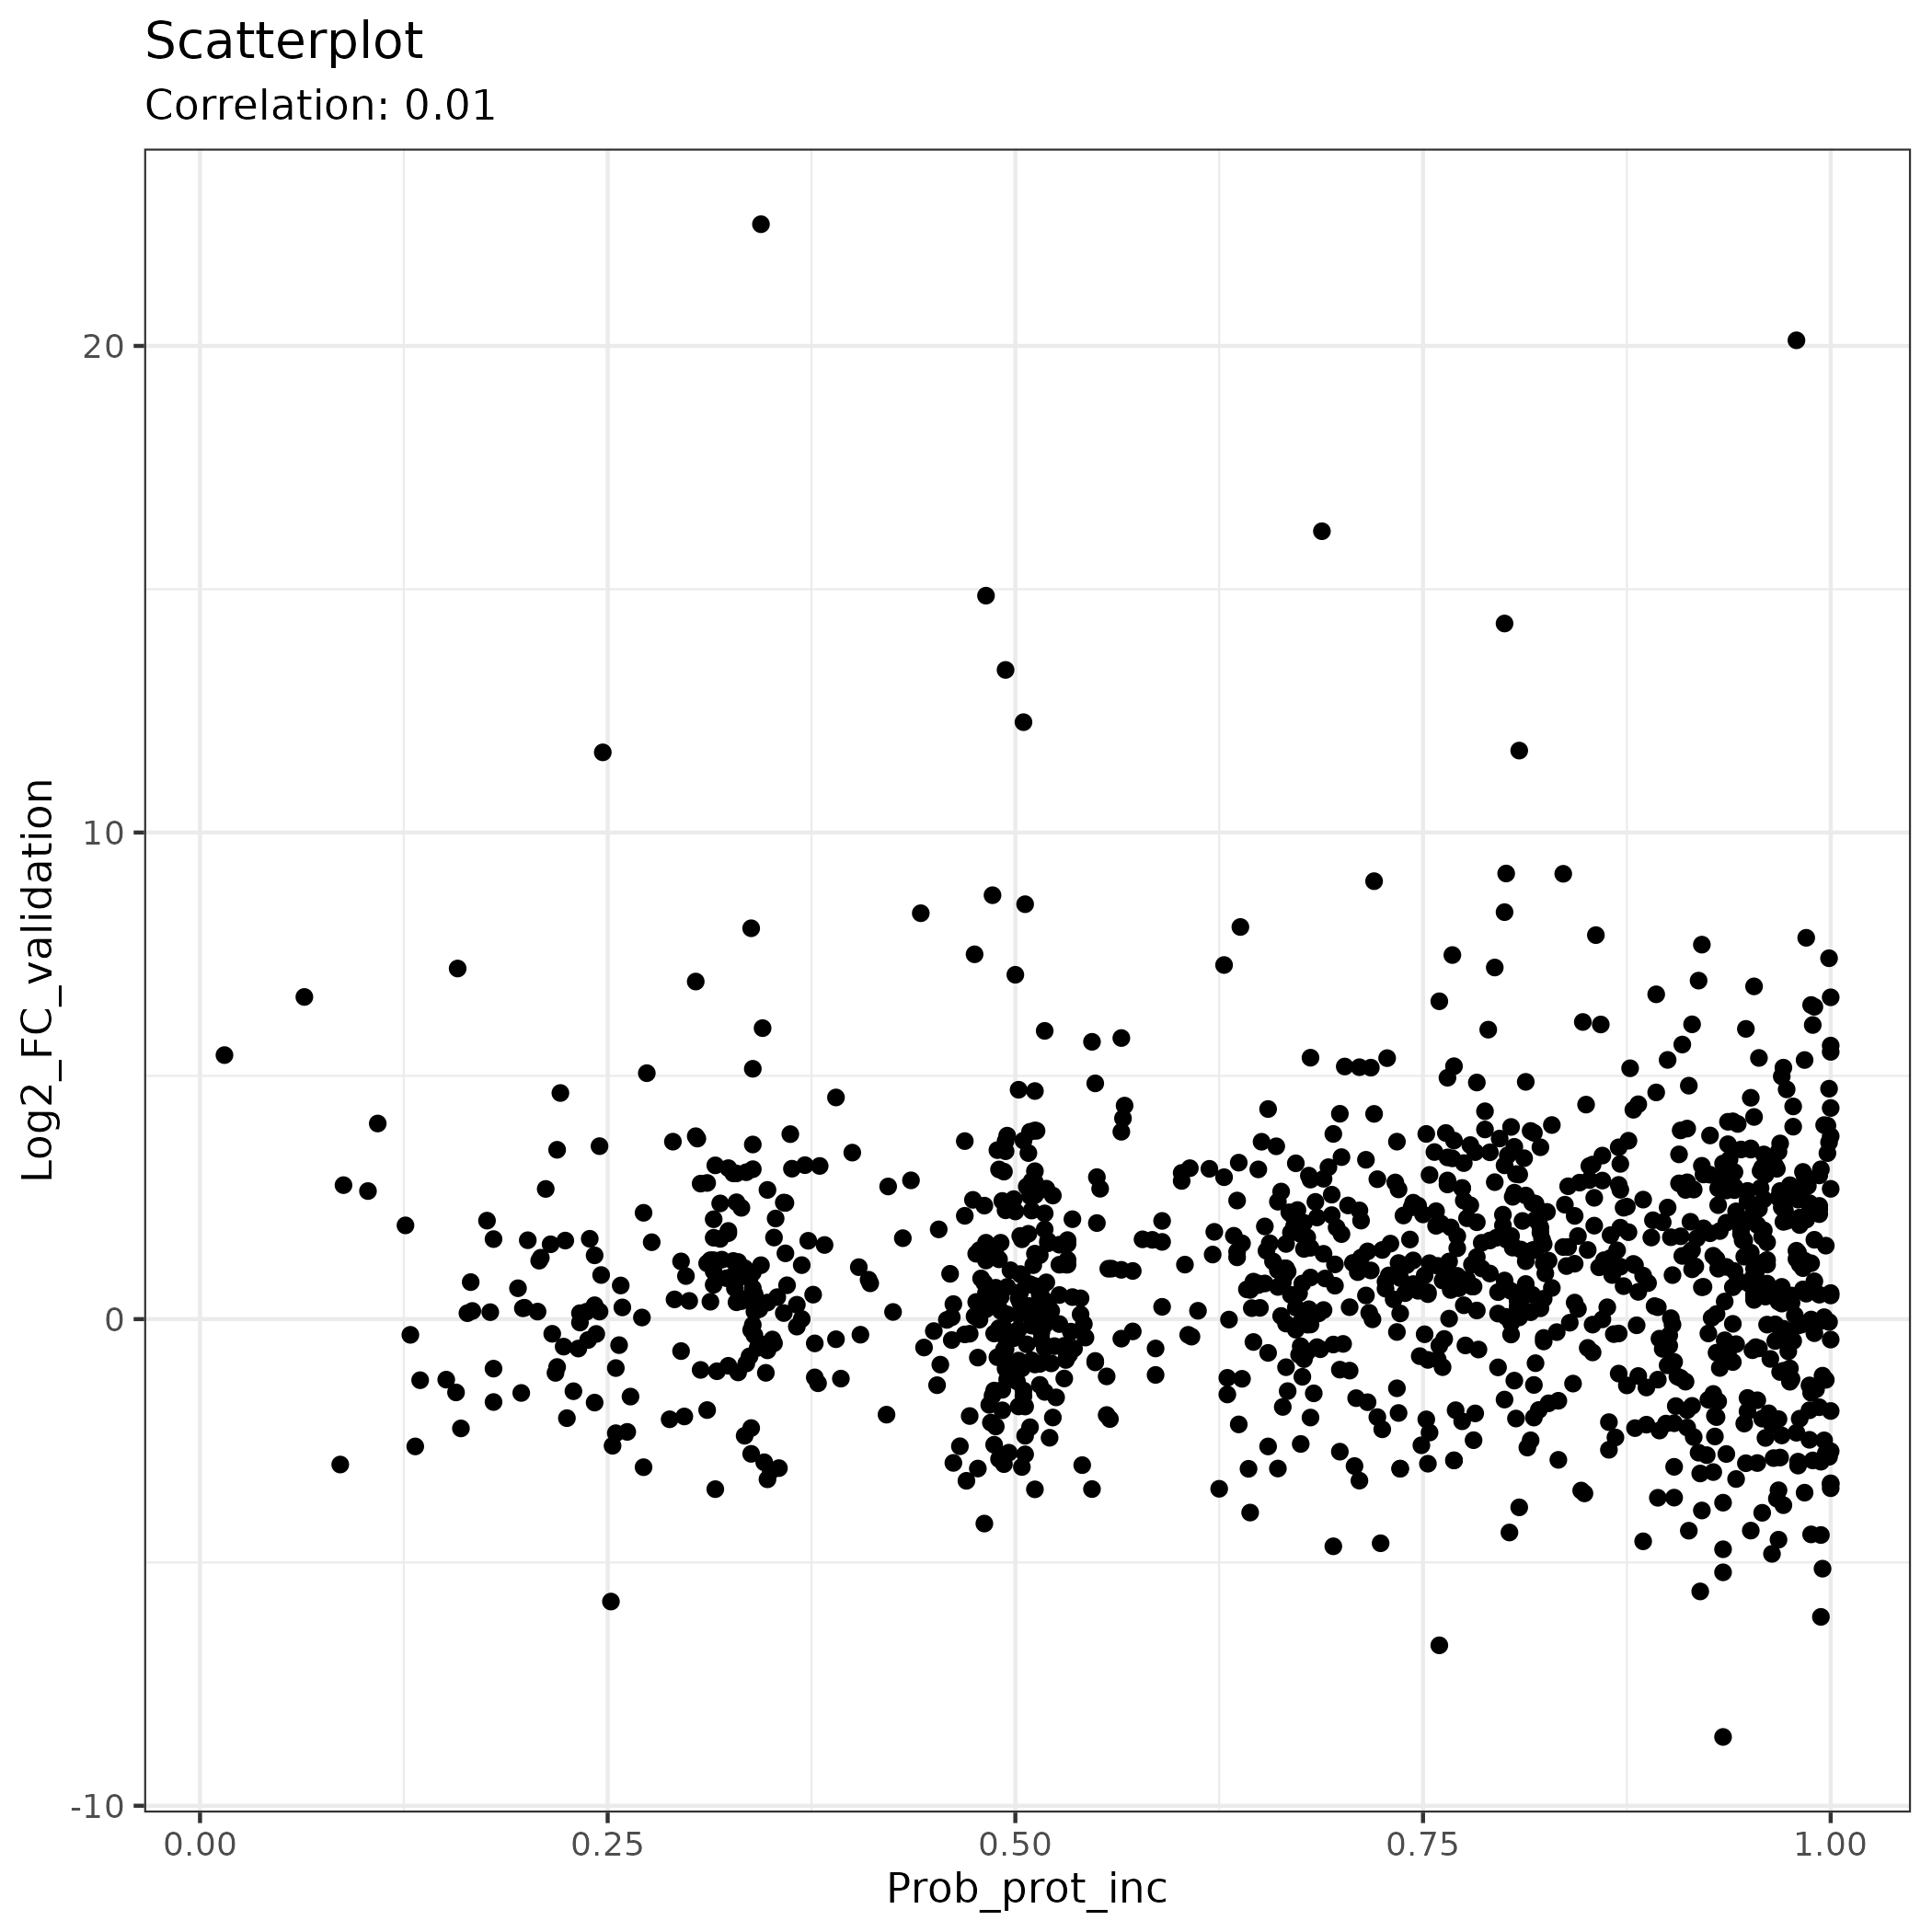 Scatterplot
Correlation: 0.01
Log2_FC_validation
20
10
0
-10
0.00 0.25 0.50 0.75 1.00
Prob_prot_inc